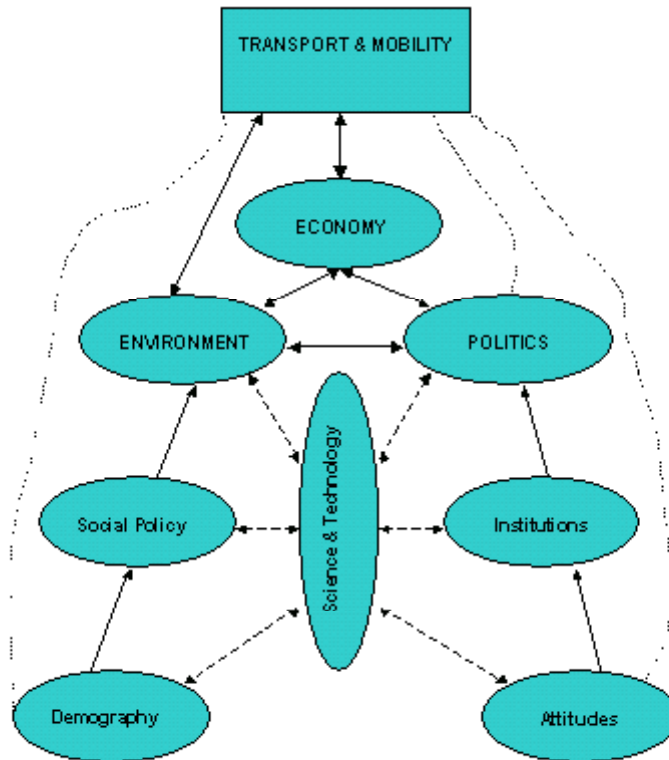 TRANSPORT & MOBILITY
ECONOMY
ENVIRONMENT
POLITICS
Science & Technology
Social Policy
Institutions
Demography
Attitudes